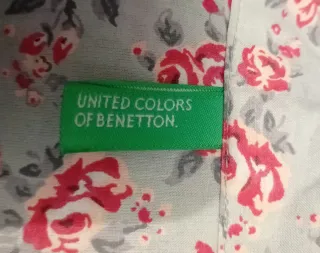 UNITED COLORS
OF BENETTON.